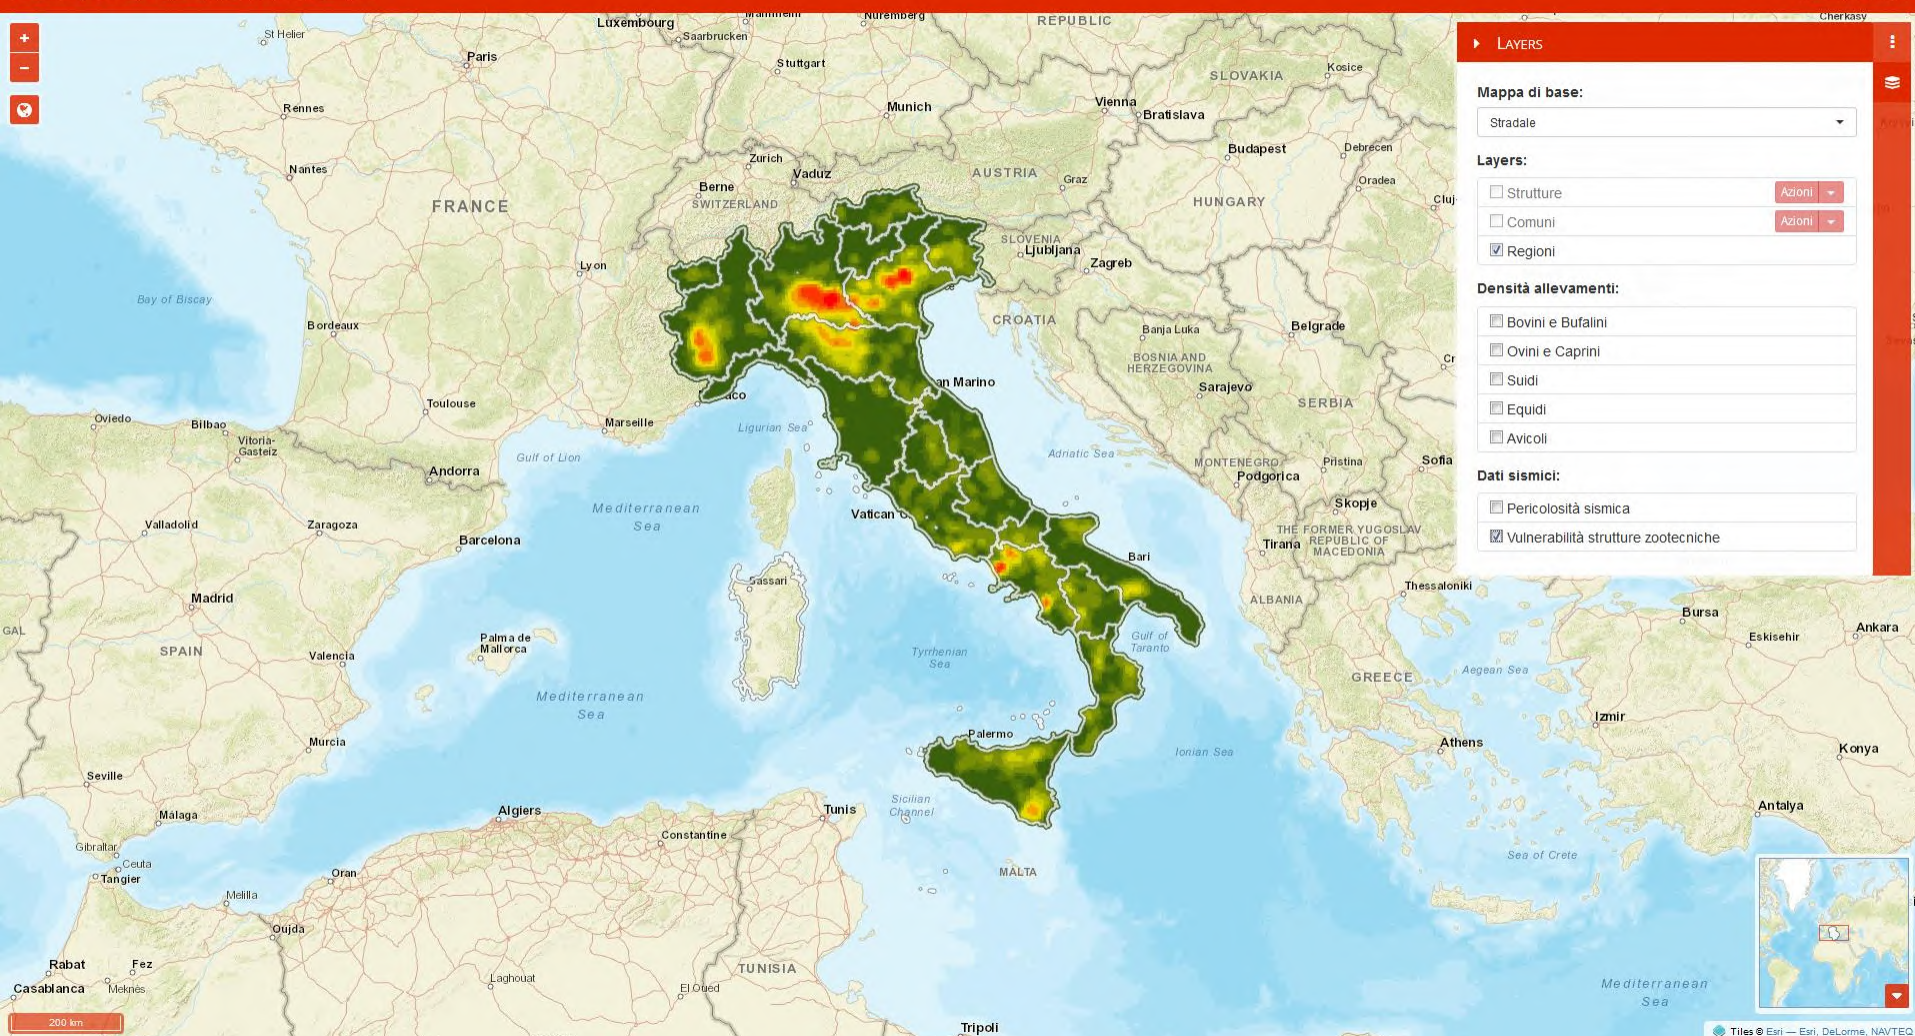 Luxembourg
Mannheim
Nuremberg
REPUBLIC
Cherkasy
St Helier
Saarbrucken
Paris
Stuttgart
SLOVAKIA
Kosice
Rennes
Munich
Vienna
Bratislava
Nantes
Zurich
Vaduz
Budapest
Debrecen
Berne
SWITZERLAND
AUSTRIA
Graz
Oradea
FRANCE
HUNGARY
Cluj
SLOVENIA
Ljubljana
Zagreb
Lyon
Bay of Biscay
Bordeaux
CROATIA
Banja Luka
Belgrade
BOSNIA AND
HERZEGOVINA
an Marino
Sarajevo
aco
SERBIA
Toulouse
Oviedo
Bilbao
Marseille
Ligurian Sea
Vitoria-
Gasteiz
Gulf of Lion
Adriatic Sea
MONTENEGRO
Pristina
Sofia
Andorra
Podgorica
Mediterranean
Sea
Vatican
Skopje
Valladolid
Zaragoza
THE FORMER YUGOSLAV
REPUBLIC OF
MACEDONIA
Barcelona
Tirana
Bari
Sassari
Thessaloniki
Madrid
ALBANIA
Bursa
GAL
SPAIN
Palma de
Mallorca
Gulf of
Taranto
Eskisehir
Ankara
Valencia
Tyrrhenian
Sea
Aegean Sea
Mediterranean
Sea
GREECE
Izmir
Murcia
Palermo
Ionian Sea
Athens
Konya
Seville
Málaga
Algiers
Tunis
Sicilian
Channel
Antalya
Constantine
Gibraltar
Ceuta
Tangier
Oran
MALTA
Sea of Crete
Melilla
Oujda
Rabat
Fez
Casablanca
Meknès
Laghouat
El Oued
TUNISIA
Mediterranean
Sea
Tripoli
200 km
+
−
LAYERS
Mappa di base:
Stradale
Layers:
Strutture Azioni
Comuni Azioni
Regioni
Densità allevamenti:
Bovini e Bufalini
Ovini e Caprini
Suidi
Equidi
Avicoli
Dati sismici:
Pericolosità sismica
Vulnerabilità strutture zootecniche
Tiles © Esri — Esri, DeLorme, NAVTEQ